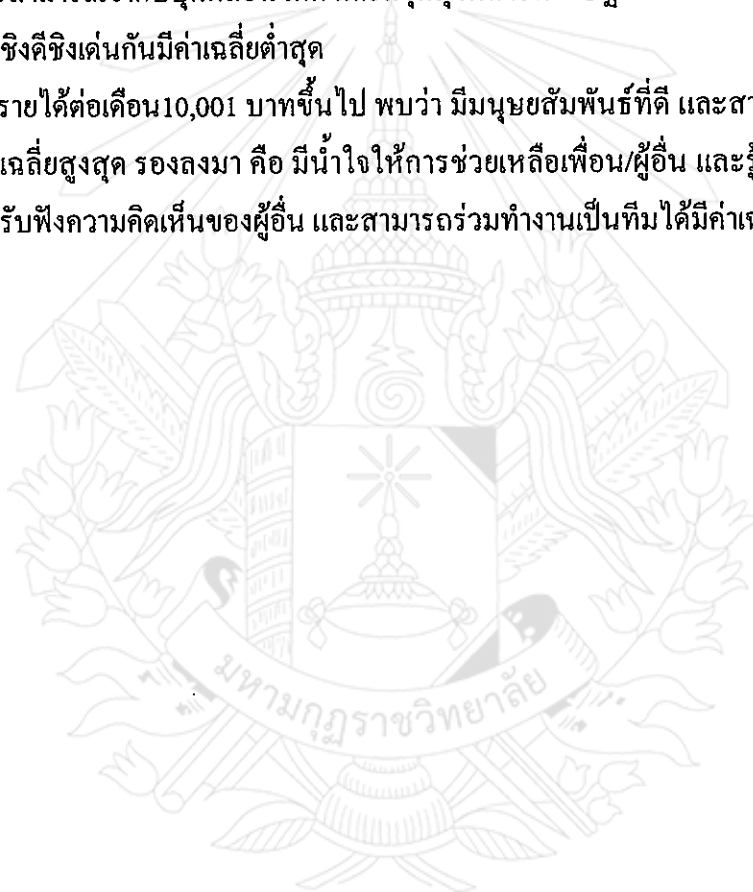 ชิงดีชิงเด่นกันมีค่าเฉลี่ยต่ำสุด
รายได้ต่อเดือน10,001 บาทขึ้นไป พบว่า มีมนุษยสัมพันธ์ที่ดี และ
เฉลี่ยสูงสุด รองลงมา คือ มีน้ำใจให้การช่วยเหลือเพื่อน/ผู้อื่น และ
รับฟังความคิดเห็นของผู้อื่น และสามารถร่วมทำงานเป็นทีมได้มี
มหามกุฏราชวิทยาลัย